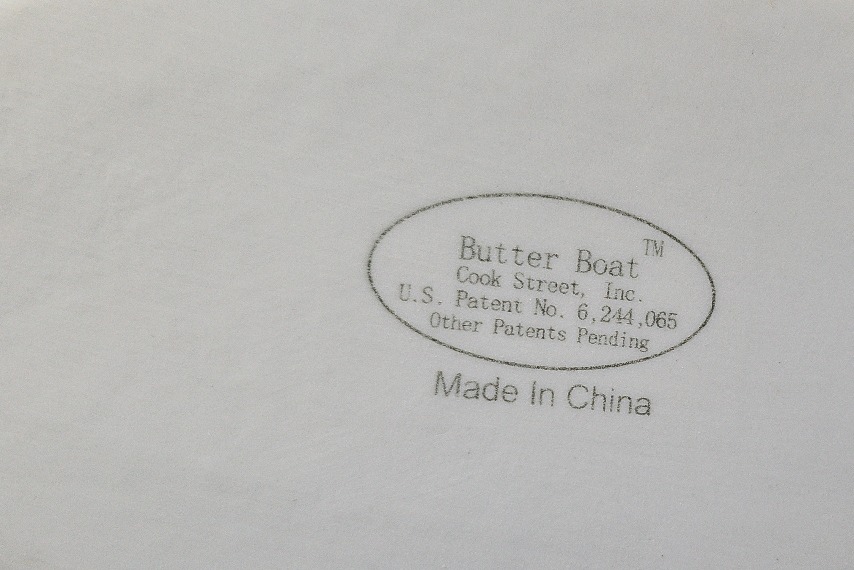 Butter Boat™
Cook Street, Inc.
U.S. Patent No. 6,244,065
Other Patents Pending
Made In China